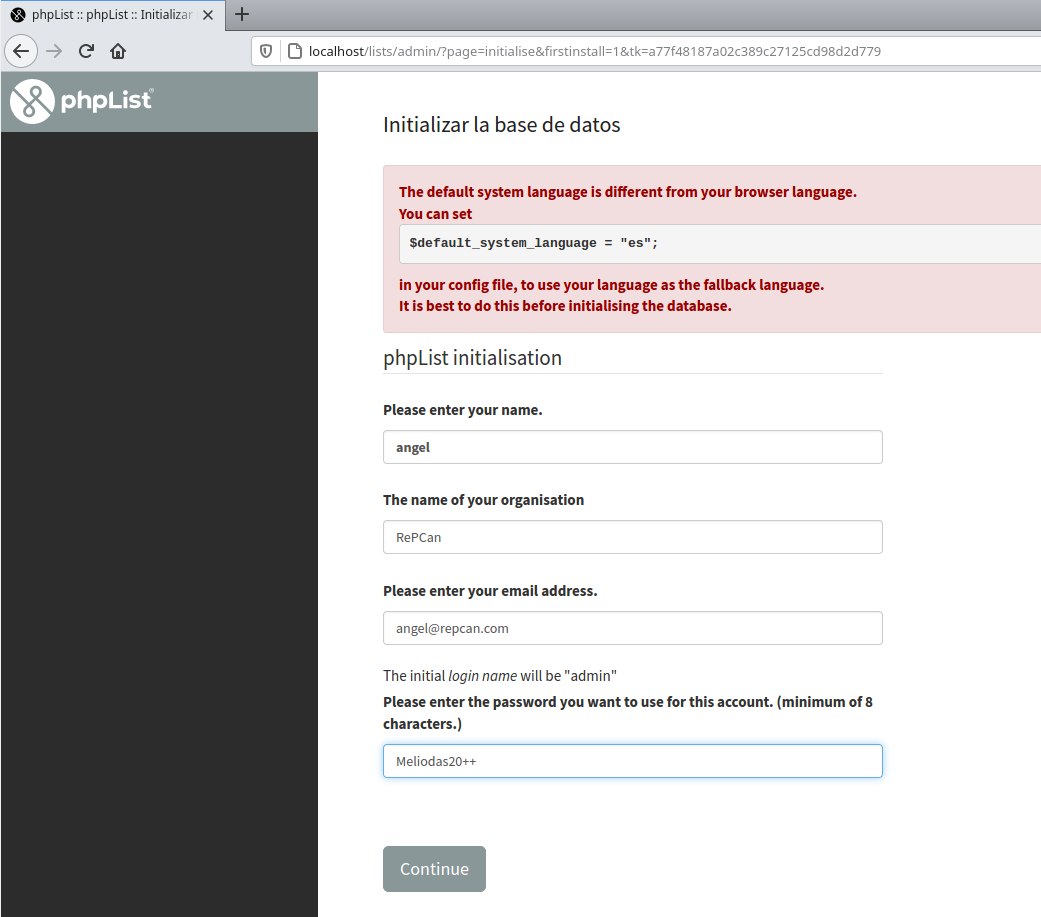 phpList :: phpList :: Initializar
localhost/lists/admin/?page=initialise&firstinstall=1&tk=a77f48187a02c389c27125cd98d2d779
phpList®
Initializar la base de datos
The default system language is different from your browser language.
You can set
$default_system_language = "es";
in your config file, to use your language as the fallback language.
It is best to do this before initialising the database.
phpList initialisation
Please enter your name.
angel
The name of your organisation
RePCan
Please enter your email address.
angel@repcan.com
The initial login name will be "admin"
Please enter the password you want to use for this account. (minimum of 8
characters.)
Meliodas20++
Continue